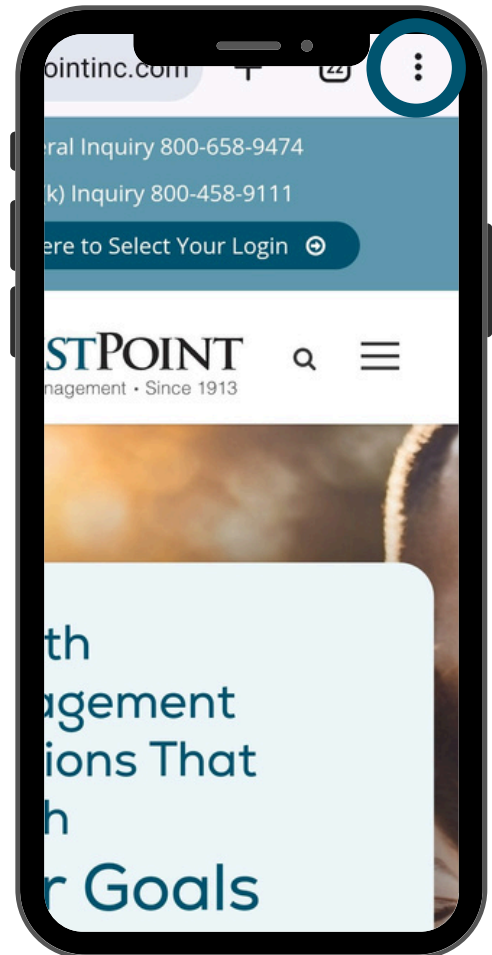 ointinc.com
22
eral Inquiry 800-658-9474
(k) Inquiry 800-458-9111
ere to Select Your Login
STPOINT
nagement • Since 1913
th
agement
ions That
h
r Goals